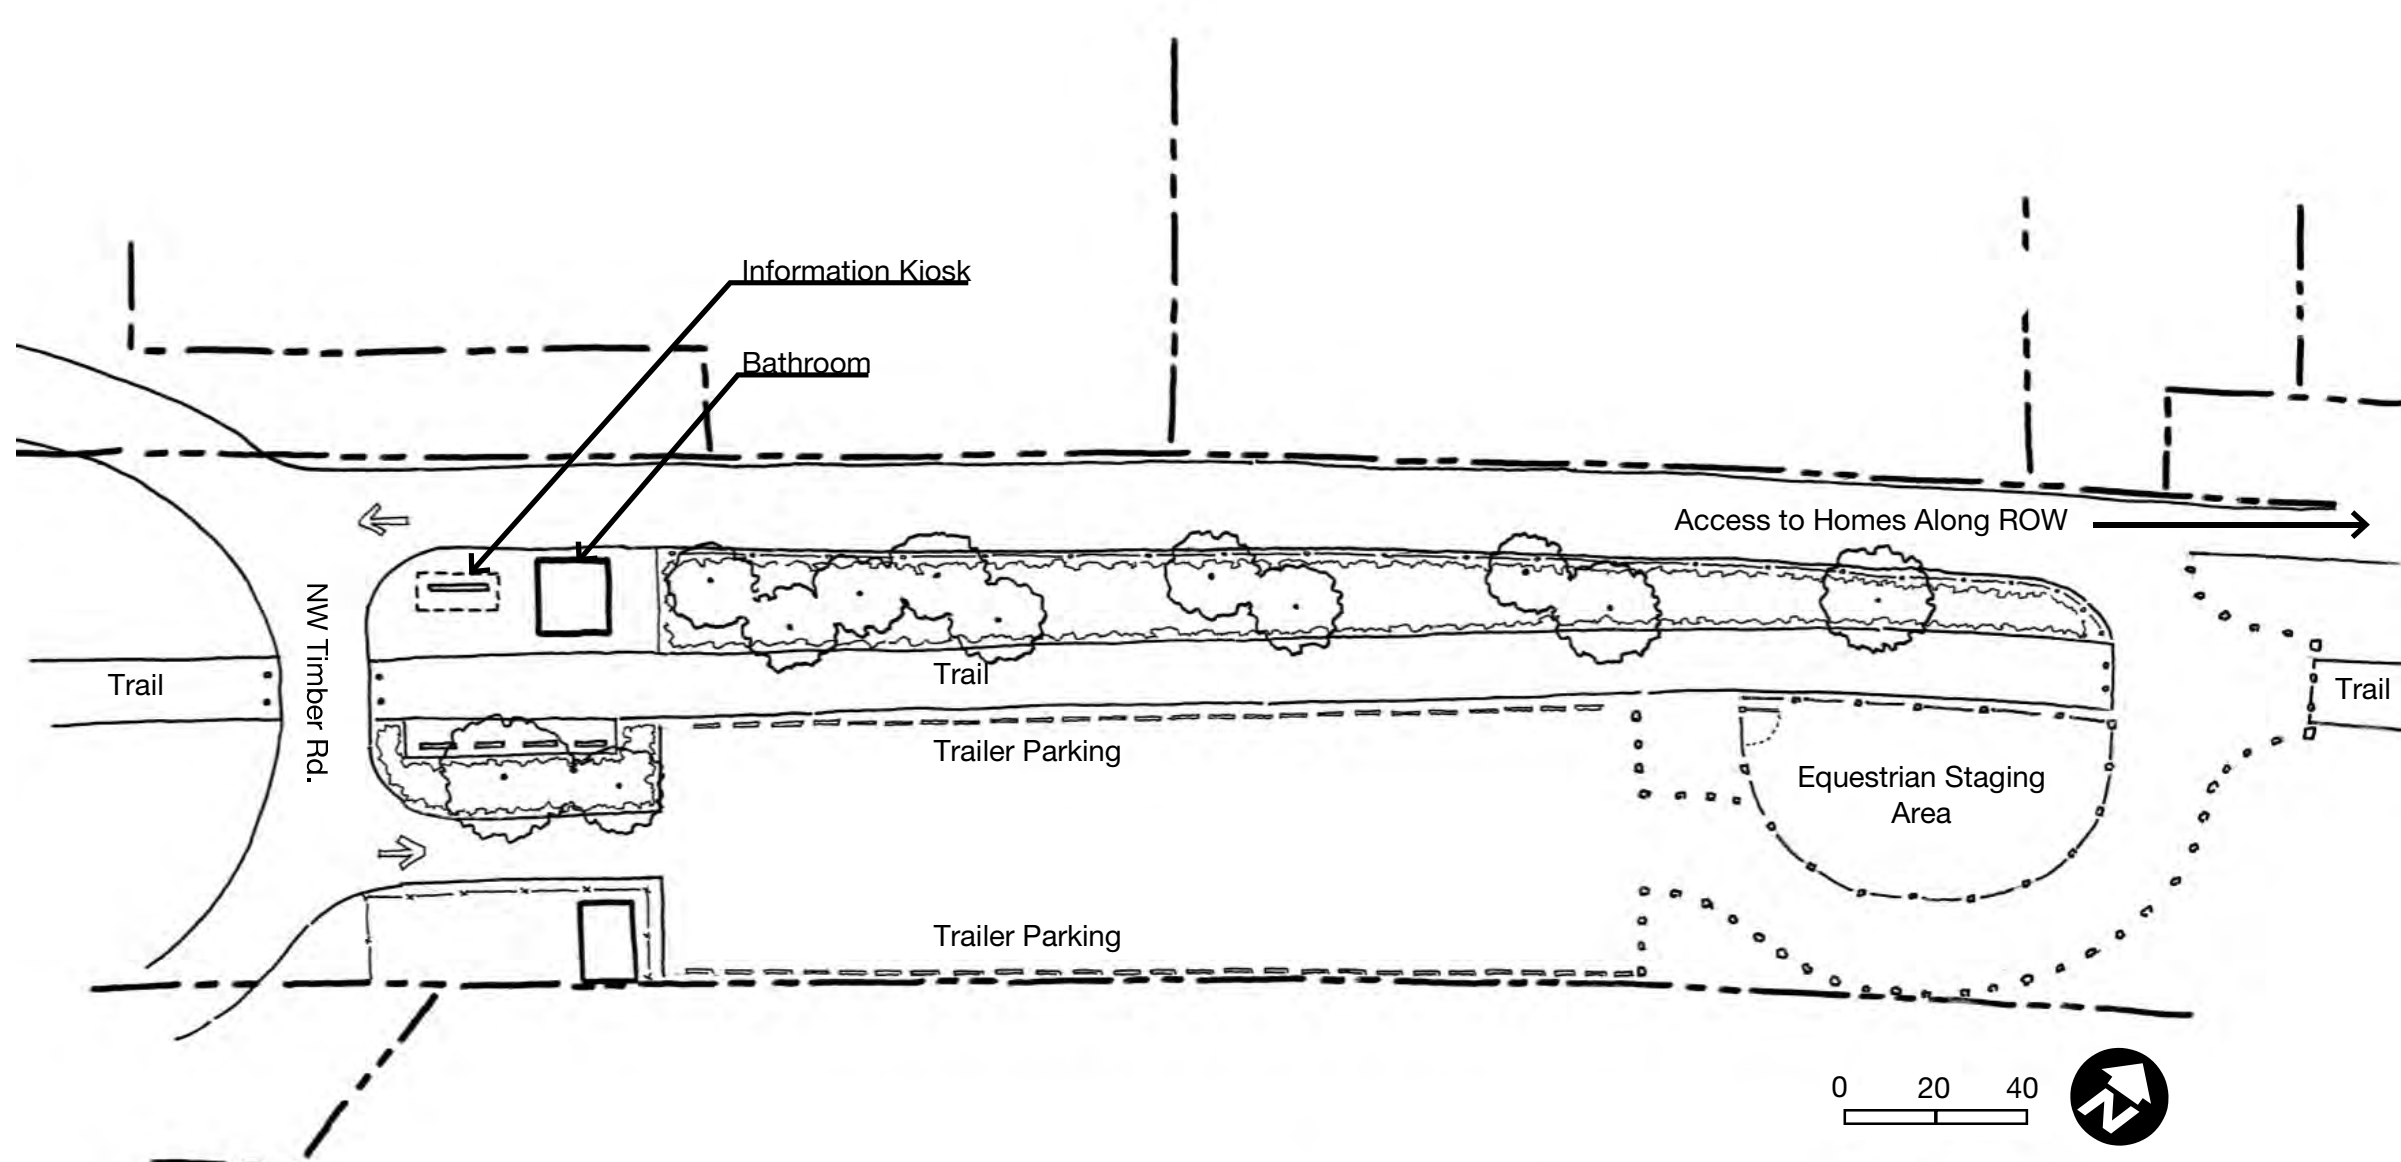 Information Kiosk
Bathroom
Access to Homes Along ROW
NW Timber Rd.
Trail
Trail
Trail
Trailer Parking
Equestrian Staging
Area
Trailer Parking
0 20 40
N